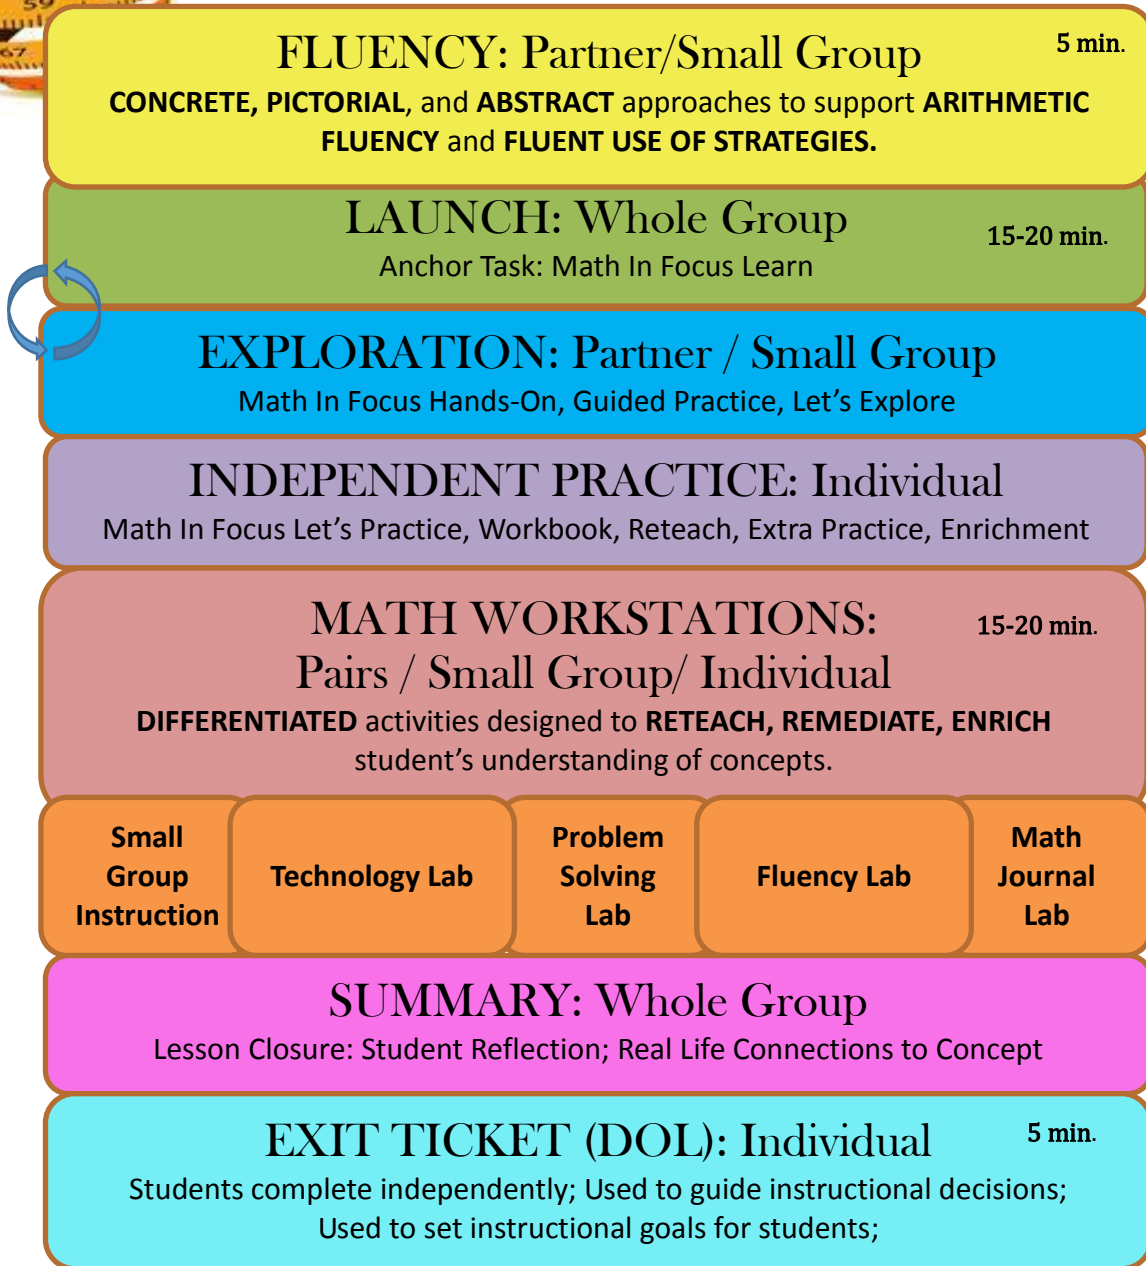 59
67
FLUENCY: Partner/Small Group
5 min.
CONCRETE, PICTORIAL, and ABSTRACT approaches to support ARITHMETIC
FLUENCY and FLUENT USE OF STRATEGIES.
LAUNCH: Whole Group
15-20 min.
Anchor Task: Math In Focus Learn
EXPLORATION: Partner / Small Group
Math In Focus Hands-On, Guided Practice, Let’s Explore
INDEPENDENT PRACTICE: Individual
Math In Focus Let’s Practice, Workbook, Reteach, Extra Practice, Enrichment
MATH WORKSTATIONS:
15-20 min.
Pairs / Small Group/ Individual
DIFFERENTIATED activities designed to RETEACH, REMEDIATE, ENRICH
student’s understanding of concepts.
Small
Group
Instruction
Technology Lab
Problem
Solving
Lab
Fluency Lab
Math
Journal
Lab
SUMMARY: Whole Group
Lesson Closure: Student Reflection; Real Life Connections to Concept
EXIT TICKET (DOL): Individual
5 min.
Students complete independently; Used to guide instructional decisions;
Used to set instructional goals for students;